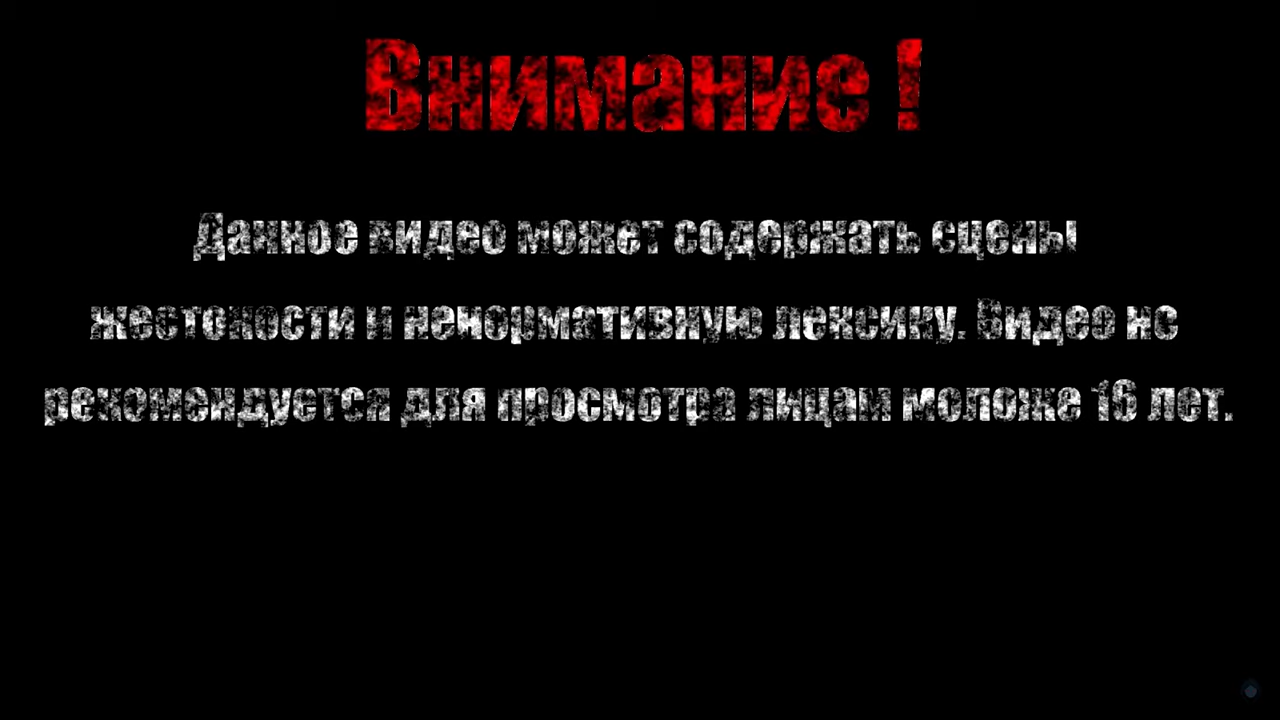 Внимание !
Данное видео может содержать сцены
жестокости и ненормативную лексику. Видео не
рекомендуется для просмотра лицам моложе 16 лет.